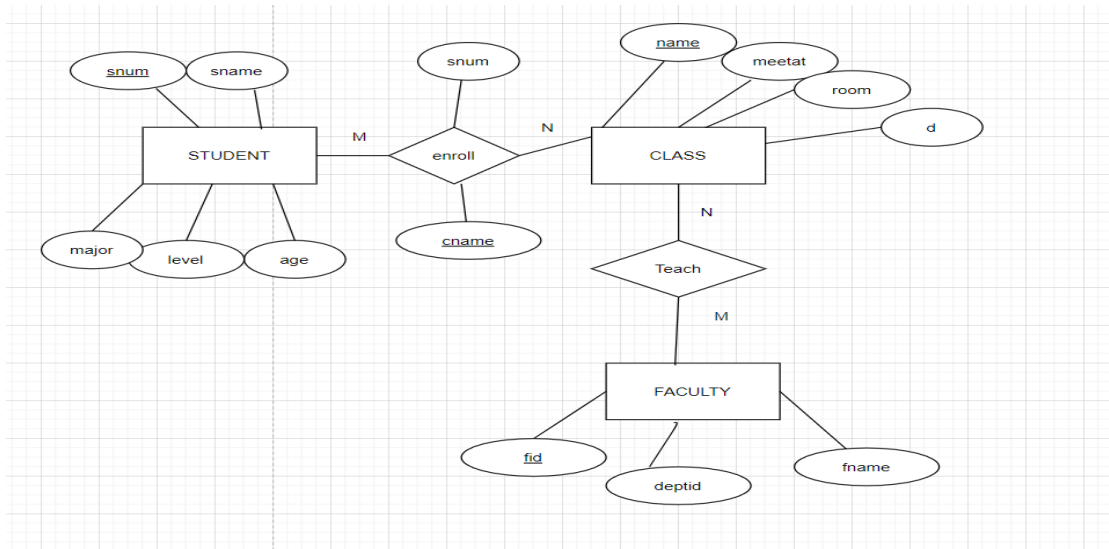 name
snum
meetat
snum
sname
room
d
M
N
STUDENT
enroll
CLASS
N
cname
major
level
age
Teach
M
FACULTY
fid
fname
deptid